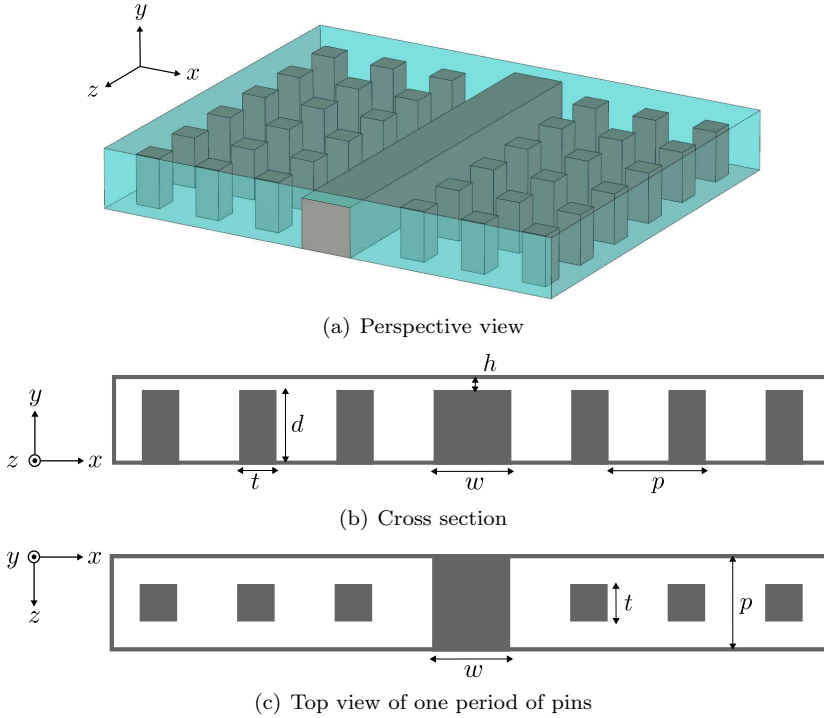 y
x
z
(a) Perspective view
h
y
d
z
x
t
w
p
(b) Cross section
y
x
t
p
z
w
(c) Top view of one period of pins